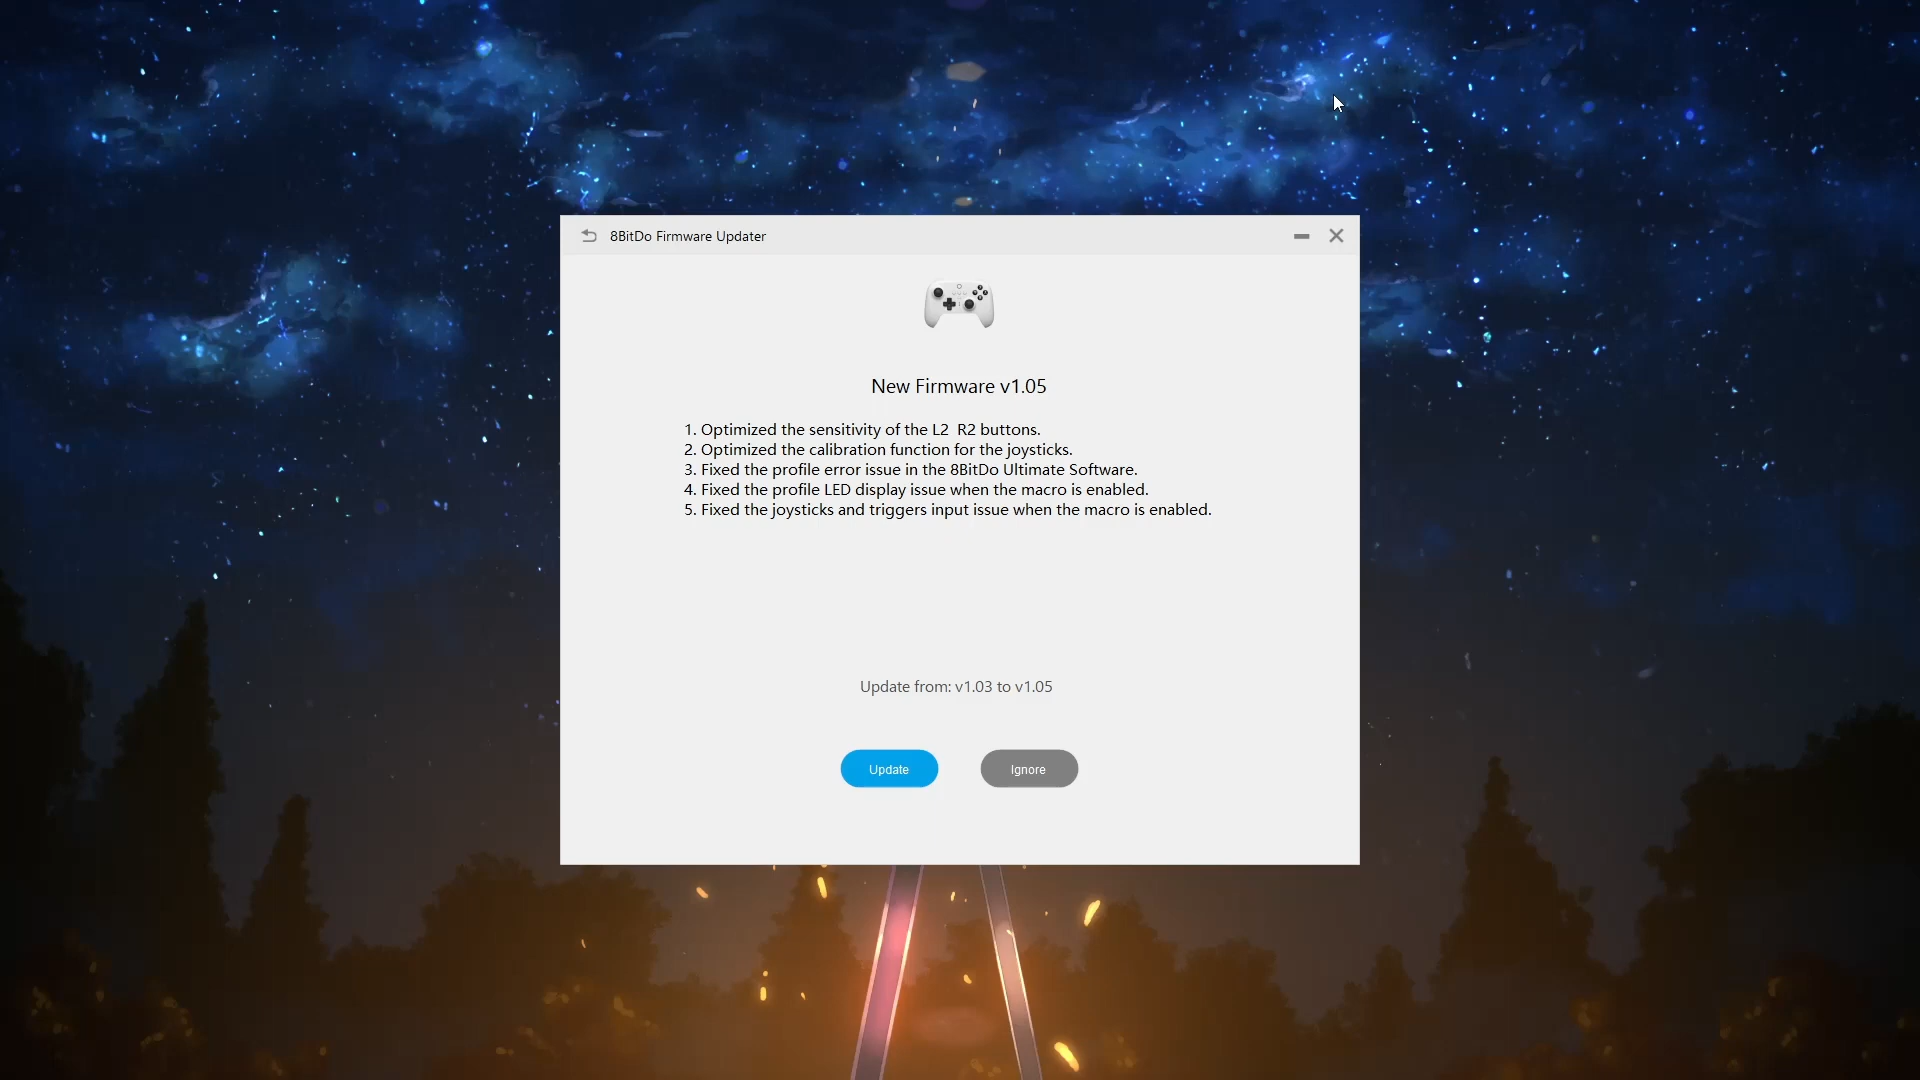 8BitDo Firmware Updater
New Firmware v1.05
1. Optimized the sensitivity of the L2  R2 buttons.
2. Optimized the calibration function for the joysticks.
3. Fixed the profile error issue in the 8BitDo Ultimate Software.
4. Fixed the profile LED display issue when the macro is enabled.
5. Fixed the joysticks and triggers input issue when the macro is enabled.
Update from: v1.03 to v1.05
Update
Ignore